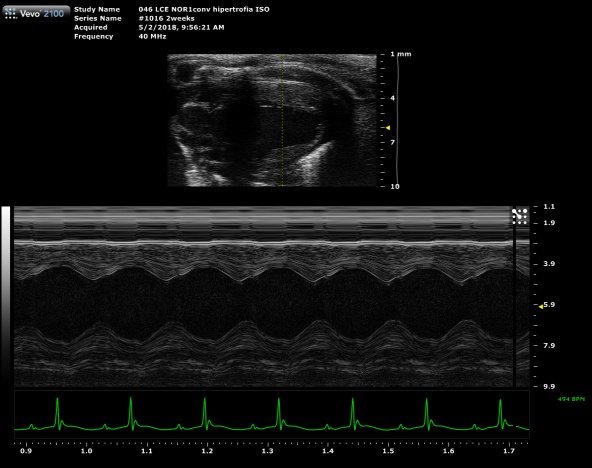 Vevo 2100
Study Name 046 LCE NOR1conv hipertrofia ISO
Series Name #1016 2weeks
Acquired 5/2/2018, 9:56:21 AM
Frequency 40 MHz
1 mm
4
7
10
1.1
1.9
3.9
5.9
7.9
9.9
494 BPM
0.9 1.0 1.1 1.2 1.3 1.4 1.5 1.6 1.7